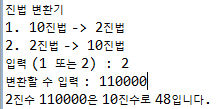 진법 변환기
1. 10진법 -> 2진법
2. 2진법 -> 10진법
입력 (1 또는 2) : 2
변환할 수 입력 : 110000
2진수 110000은 10진수로 48입니다.